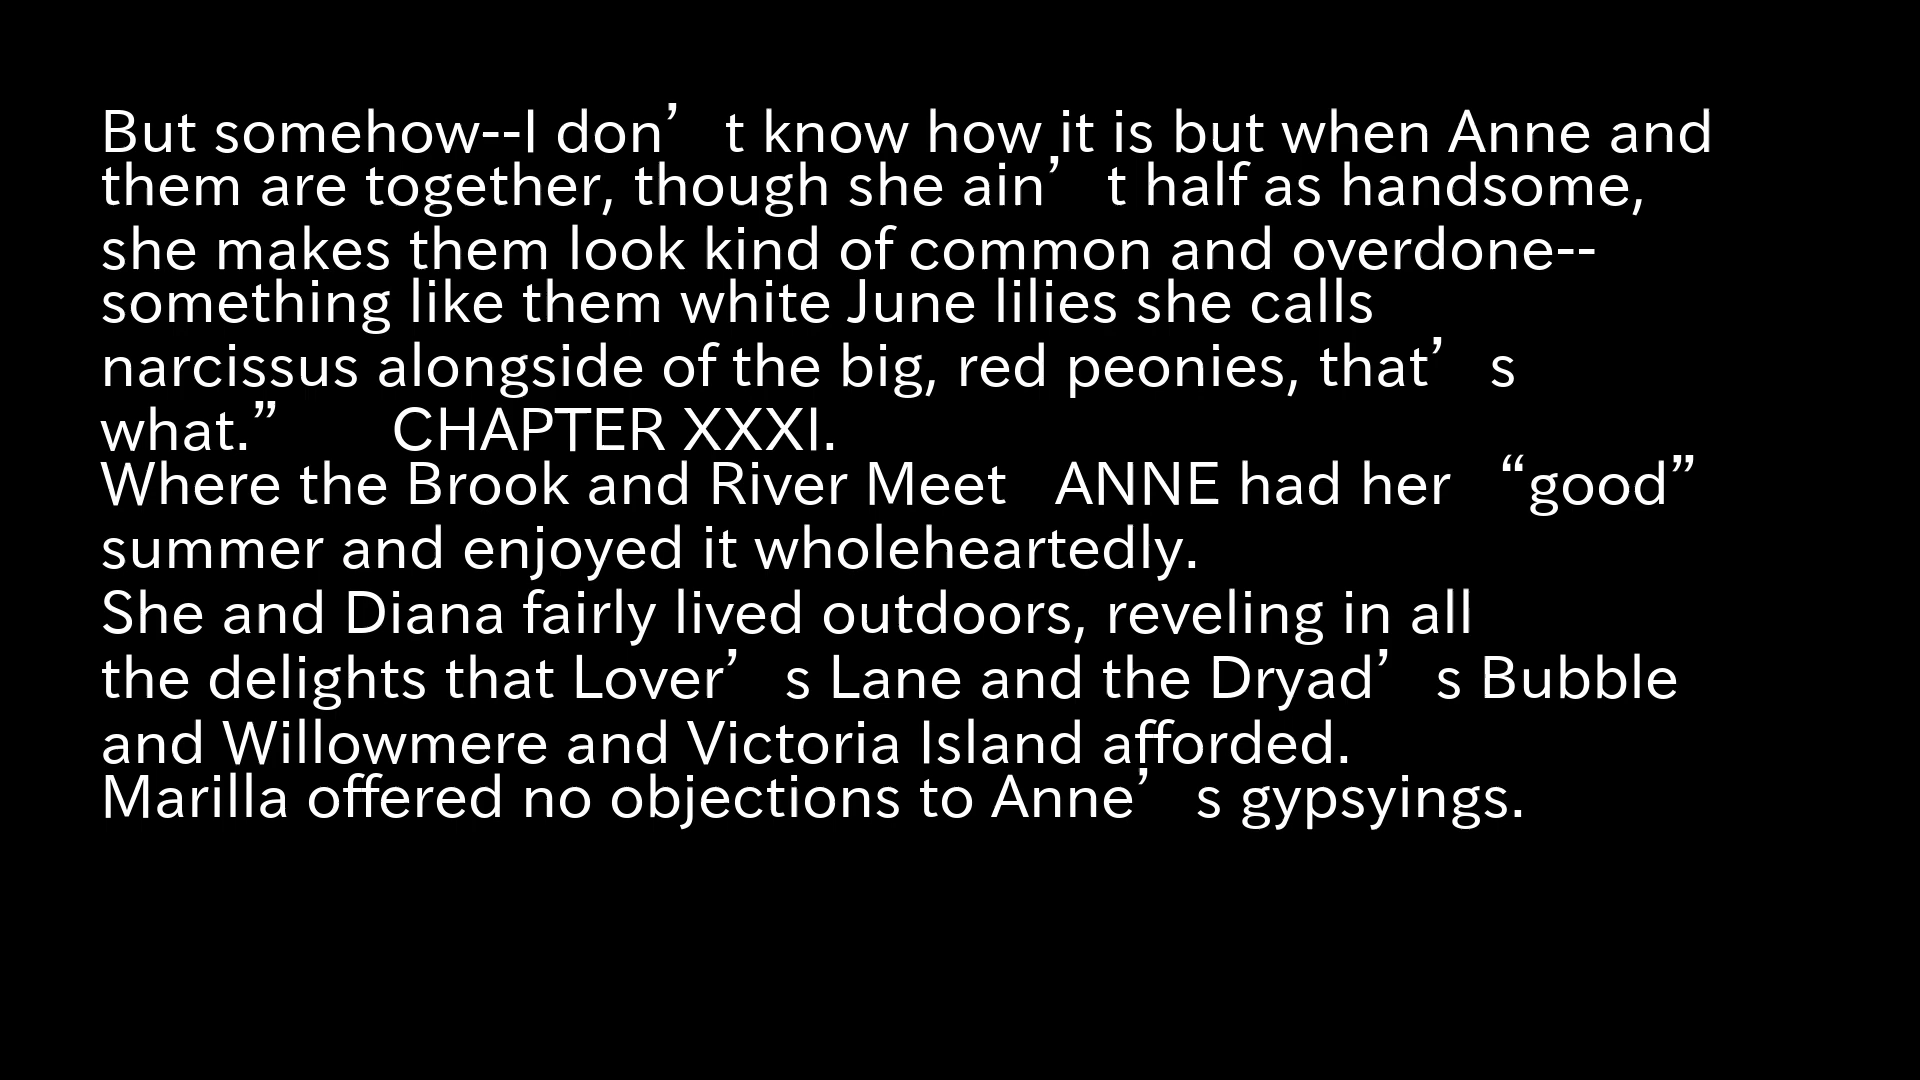 But somehow--I don’t know how it is but when Anne and
them are together, though she ain’t half as handsome,
she makes them look kind of common and overdone--
something like them white June lilies she calls
narcissus alongside of the big, red peonies, that’s
what.” CHAPTER XXXI.
Where the Brook and River Meet ANNE had her “good”
summer and enjoyed it wholeheartedly.
She and Diana fairly lived outdoors, reveling in all
the delights that Lover’s Lane and the Dryad’s Bubble
and Willowmere and Victoria Island afforded.
Marilla offered no objections to Anne’s gypsyings.